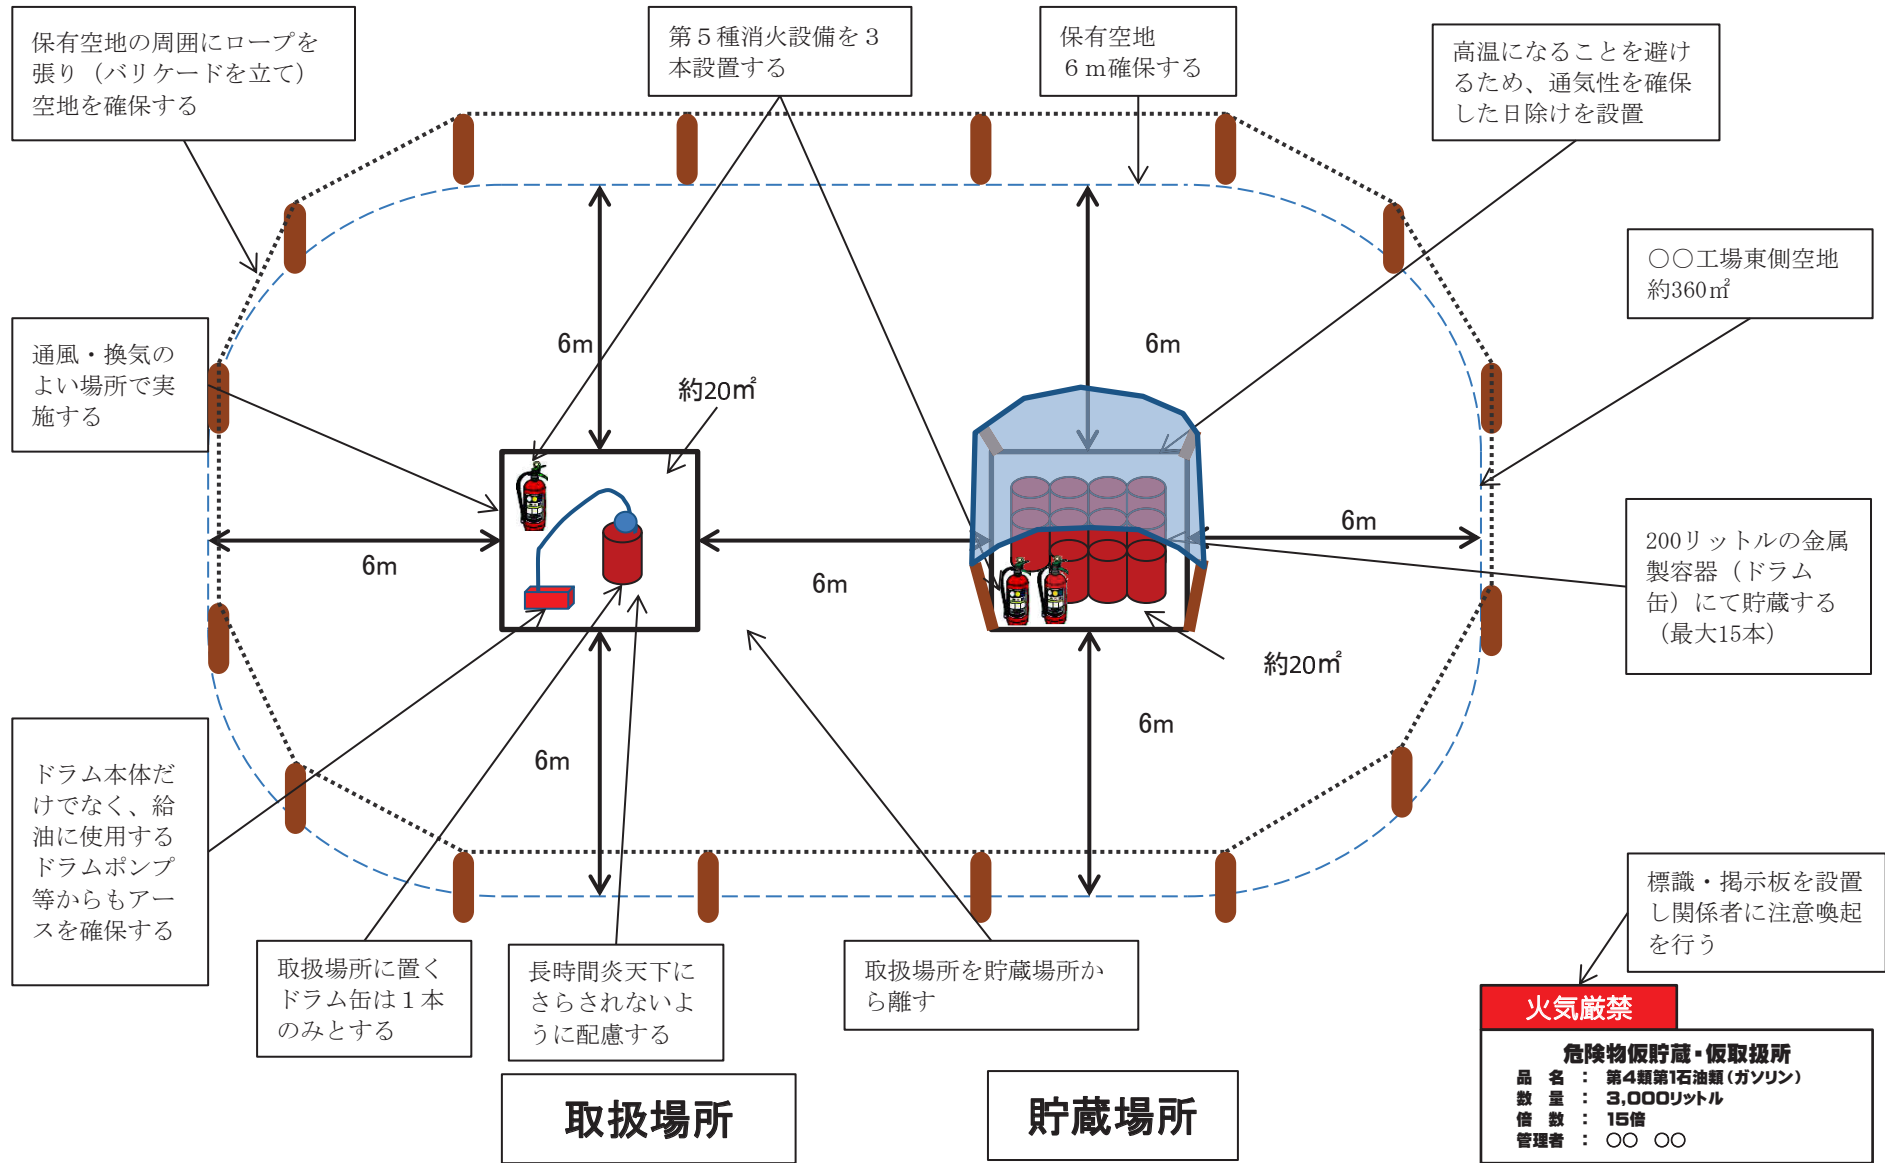 保有空地の周囲にロープを
張り（バリケードを立て）
空地を確保する
第５種消火設備を３
本設置する
保有空地
６ｍ確保する
高温になることを避け
るため、通気性を確保
した日除けを設置
○○工場東側空地
約360㎡
通風・換気の
よい場所で実
施する
6m
6m
約20㎡
6m
6m
6m
200リットルの金属
製容器（ドラム
缶）にて貯蔵する
（最大15本）
約20㎡
6m
6m
ドラム本体だ
けでなく、給
油に使用する
ドラムポンプ
等からもアー
スを確保する
取扱場所に置く
ドラム缶は１本
のみとする
長時間炎天下に
さらされないよ
うに配慮する
取扱場所を貯蔵場所か
ら離す
標識・掲示板を設置
し関係者に注意喚起
を行う
火気厳禁
危険物仮貯蔵・仮取扱所
品　名　：　第4類第1石油類（ガソリン）
数　量　：　3,000リットル
倍　数　：　15倍
管理者　：　○○　○○
取扱場所
貯蔵場所